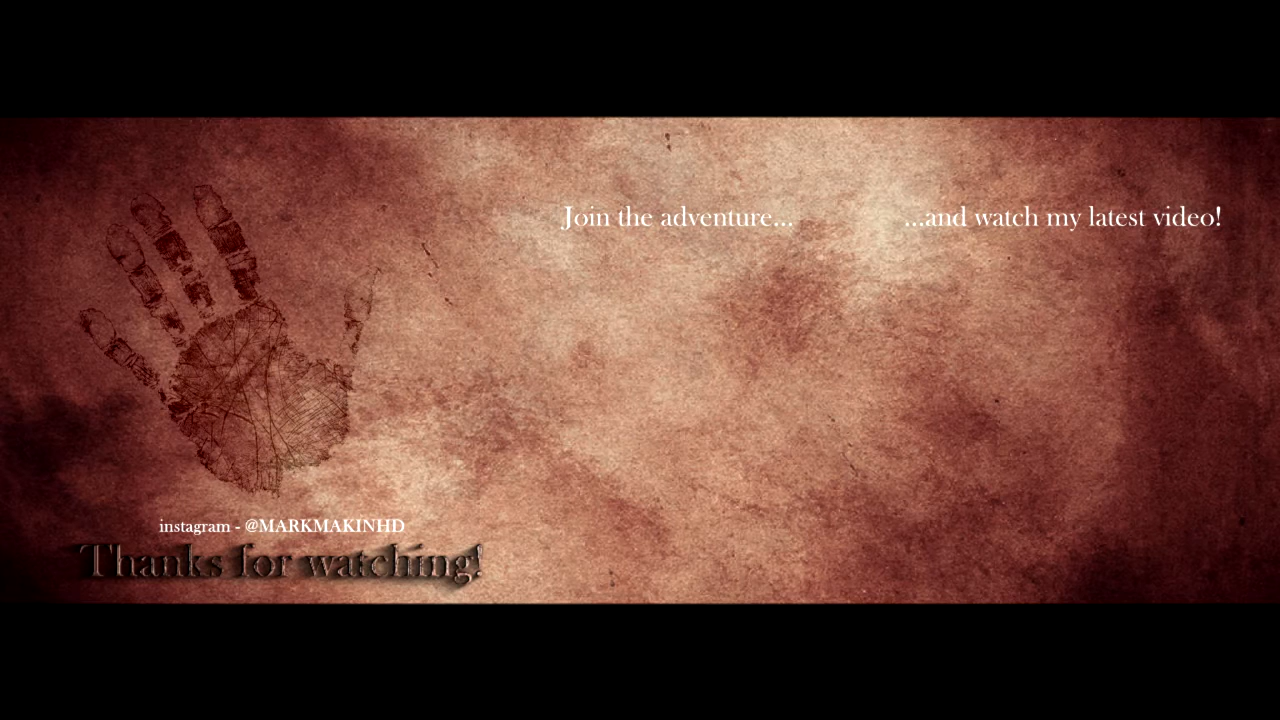 Join the adventure... ...and watch my latest video!
instagram - @MARKMAKINHD
Thanks for watching!